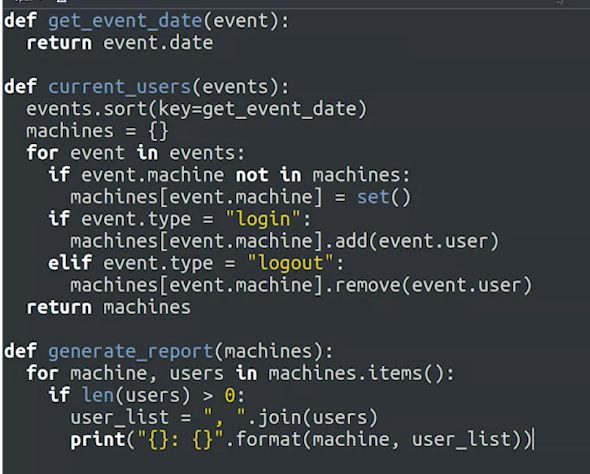 def get_event_date(event):
  return event.date

def current_users(events):
  events.sort(key=get_event_date)
  machines = {}
  for event in events:
    if event.machine not in machines:
      machines[event.machine] = set()
    if event.type = "login":
      machines[event.machine].add(event.user)
    elif event.type = "logout":
      machines[event.machine].remove(event.user)
  return machines

def generate_report(machines):
  for machine, users in machines.items():
    if len(users) > 0:
      user_list = ", ".join(users)
      print("{}: {}".format(machine, user_list))